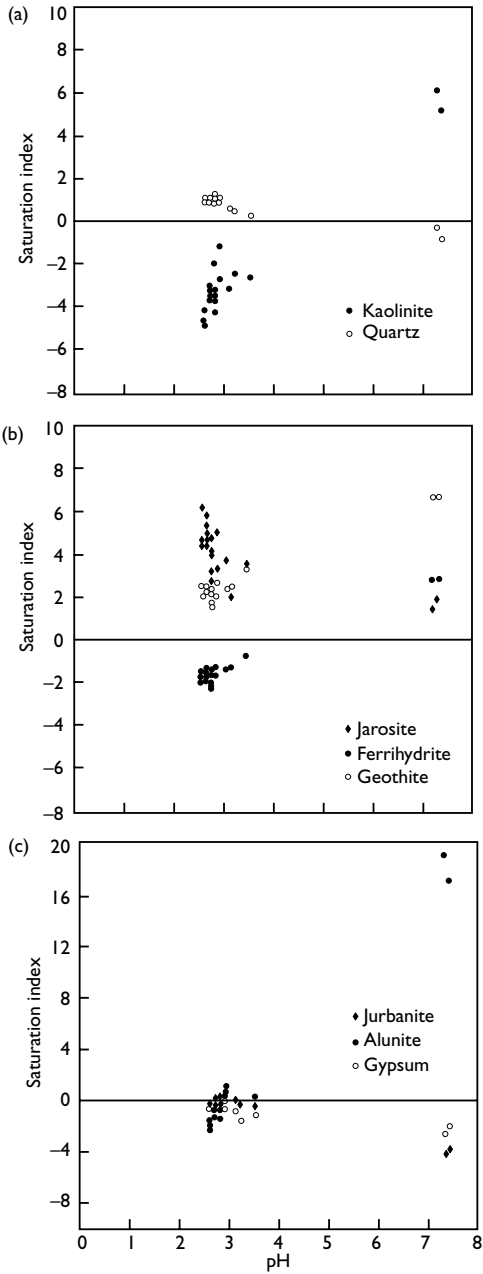 (a)
10
8
6
4
2
0
−2
−4
−6
−8
Saturation index
Kaolinite
Quartz
(b)
10
8
6
4
2
0
−2
−4
−6
−8
Saturation index
Jarosite
Ferrihydrite
Geothite
(c)
20
16
12
8
4
0
−4
−8
Saturation index
Jurbanite
Alunite
Gypsum
0 1 2 3 4 5 6 7 8
pH